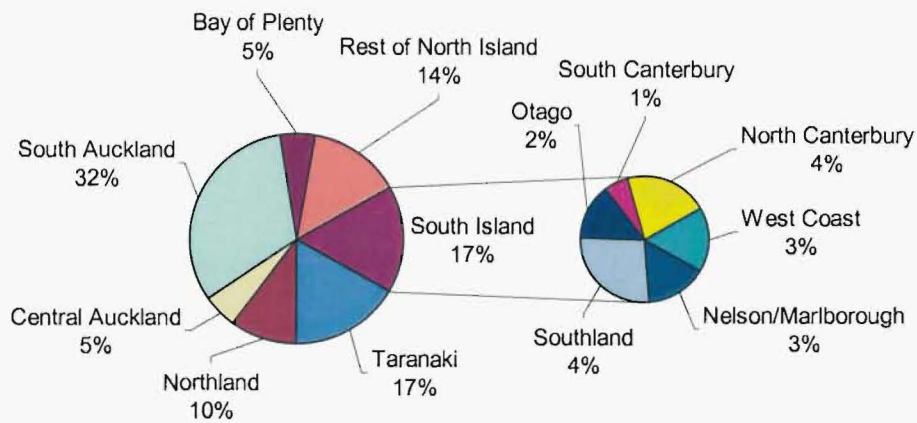 Bay of Plenty
5%
Rest of North Island
14%
South Auckland
32%
South Island
17%
Central Auckland
5%
Northland
10%
Taranaki
17%
South Canterbury
1%
Otago
2%
North Canterbury
4%
West Coast
3%
Nelson/Marlborough
3%
Southland
4%